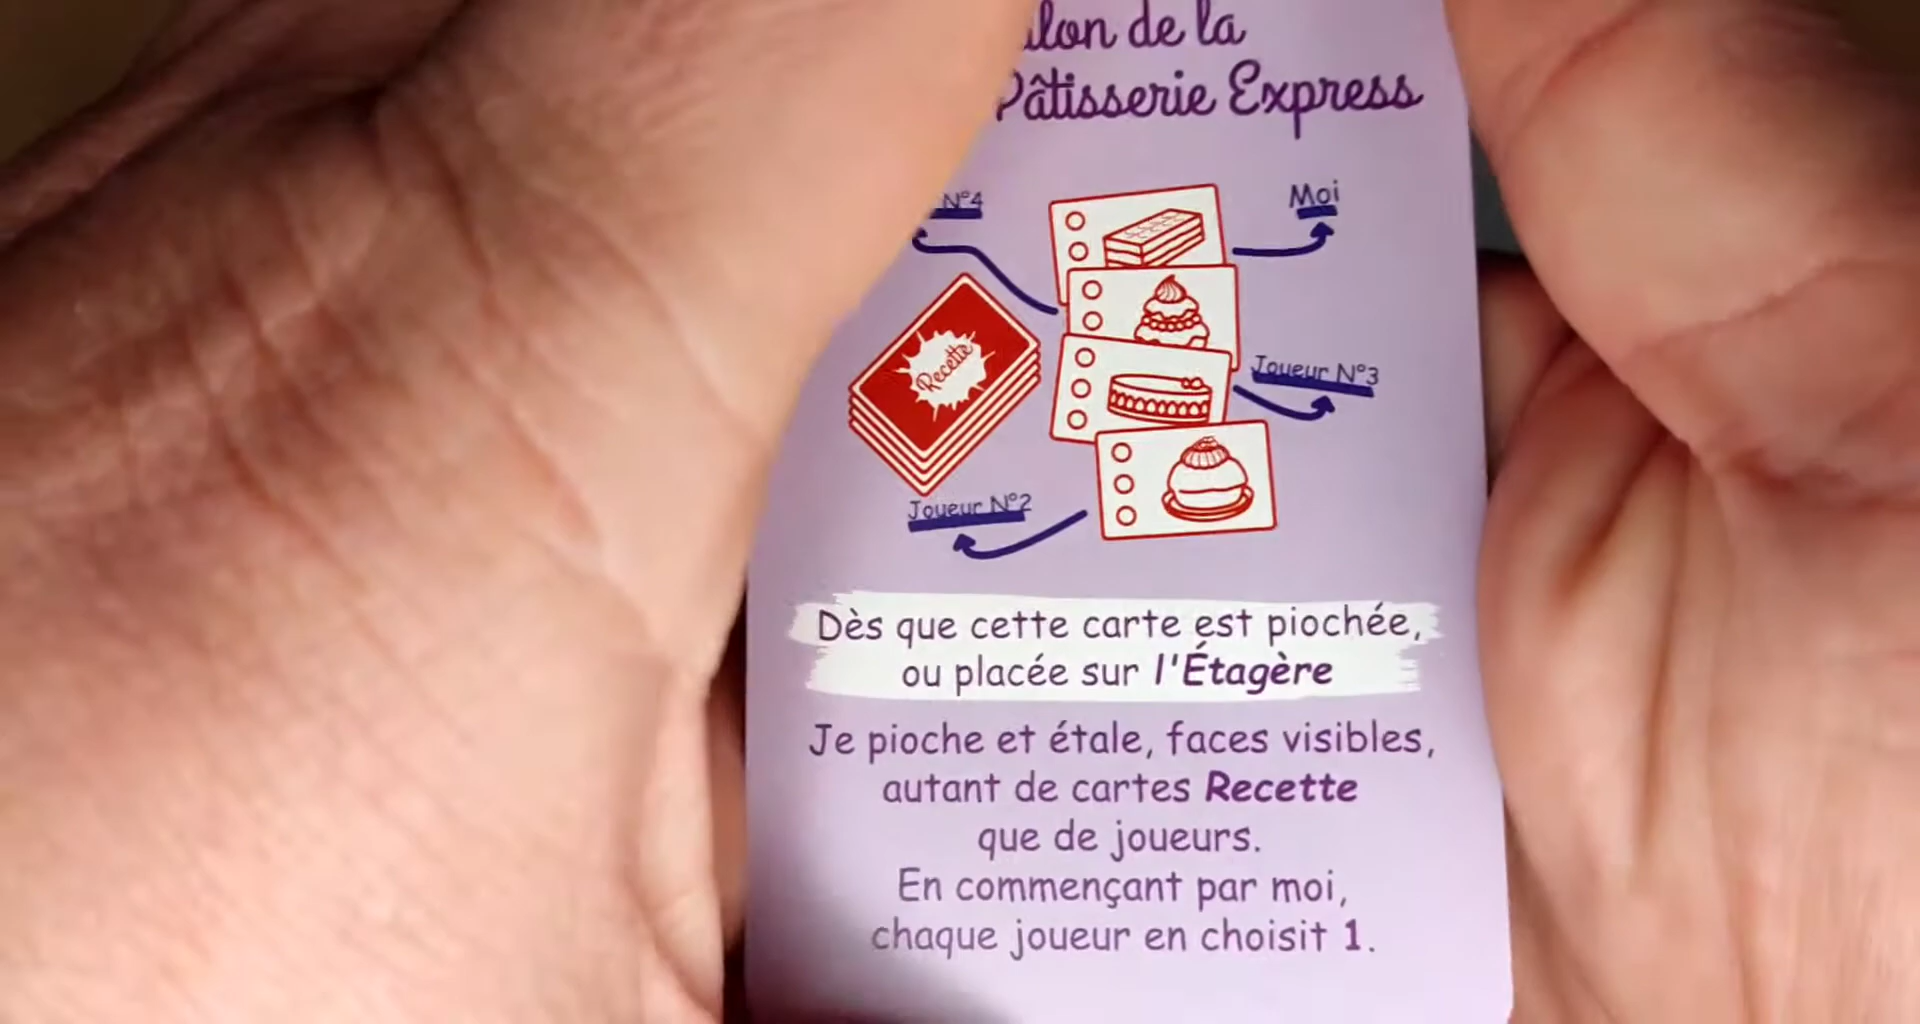 de la
Pâtisserie Express
N°4
Moi
Recette
Joueur N°3
Joueur N°2
Dès que cette carte est piochée,
ou placée sur l'Étagère
Je pioche et étale, faces visibles,
autant de cartes Recette
que de joueurs.
En commençant par moi,
chaque joueur en choisit 1.